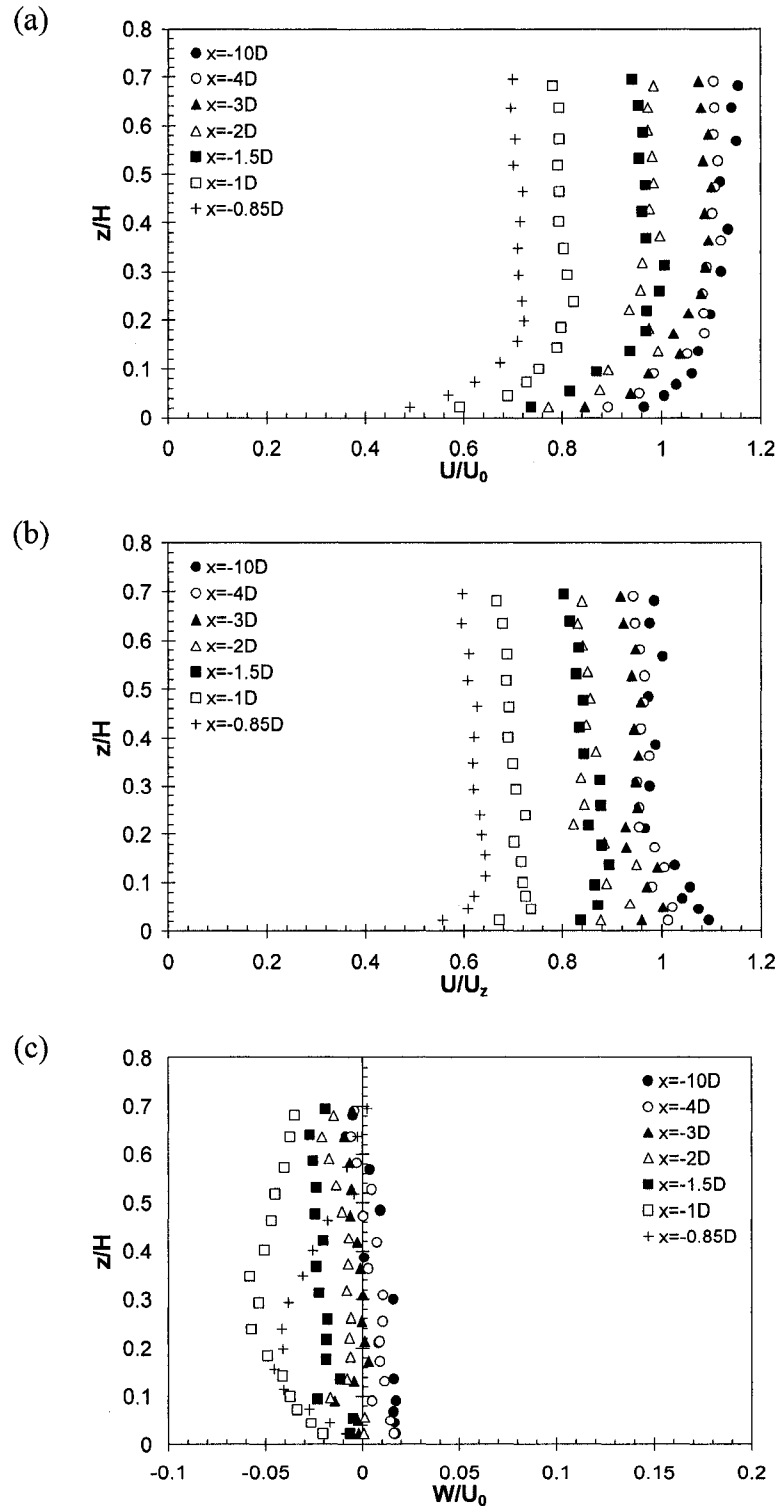 (a)
0.8
0.7
0.6
0.5
0.4
0.3
0.2
0.1
0
z/H
x=-10D
x=-4D
x=-3D
x=-2D
x=-1.5D
x=-1D
x=-0.85D
0 0.2 0.4 0.6 0.8 1 1.2
U/U₀
(b)
0.8
0.7
0.6
0.5
0.4
0.3
0.2
0.1
0
z/H
x=-10D
x=-4D
x=-3D
x=-2D
x=-1.5D
x=-1D
x=-0.85D
0 0.2 0.4 0.6 0.8 1 1.2
U/U_z
(c)
0.8
0.7
0.6
0.5
0.4
0.3
0.2
0.1
0
z/H
x=-10D
x=-4D
x=-3D
x=-2D
x=-1.5D
x=-1D
x=-0.85D
-0.1 -0.05 0 0.05 0.1 0.15 0.2
W/U₀